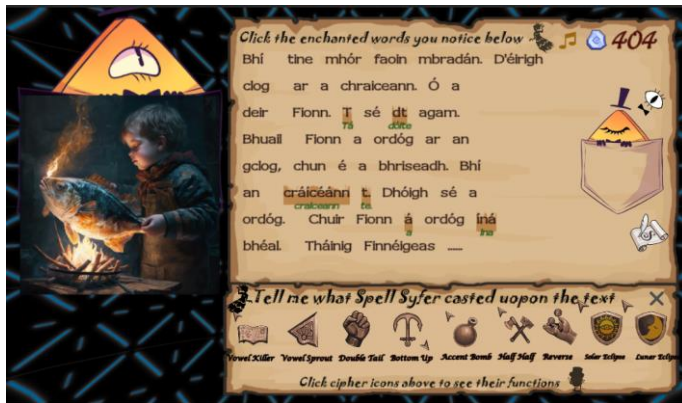 Click the enchanted words you notice below
404
Bhí tine mhór faoin mbradán. D'éirigh
clog ar a chraiceann. Ó a
deir Fionn. T sé dt agam.
Tá dóite
Bhuail Fionn a ordóg ar an
gclog, chun é a bhriseadh. Bhí
an cráicéánn t. Dhóigh sé a
craiceann te.
ordóg. Chuir Fionn á ordóg íná
a ina
bhéal. Tháinig Finnéigeas .....
Tell me what Spell Syfer casted uopon the text
Vowel Killer Vowel Sprout Double Tail Bottom Up Accent Bomb Half Half Reverse Solar Eclipse Lunar Eclipse
Click cipher icons above to see their functions